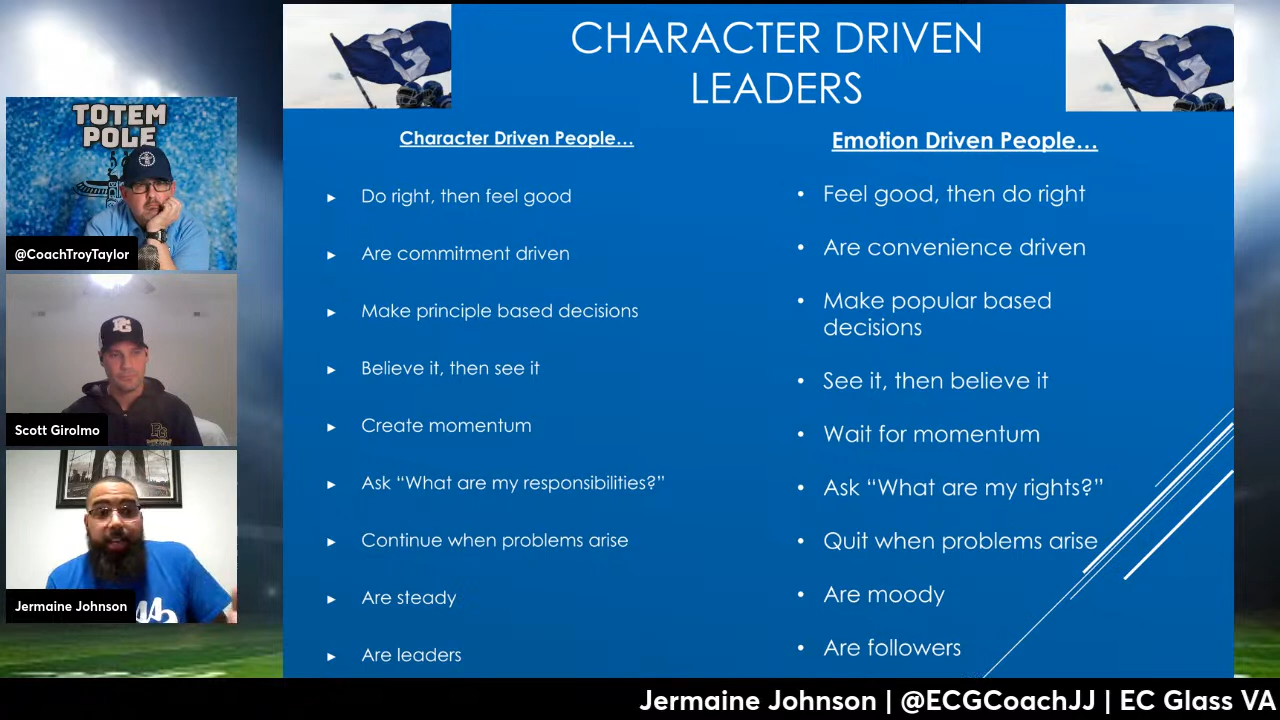 CHARACTER DRIVEN
LEADERS
G
G
Character Driven People...
► Do right, then feel good
► Are commitment driven
► Make principle based decisions
► Believe it, then see it
► Create momentum
► Ask “What are my responsibilities?”
► Continue when problems arise
► Are steady
► Are leaders
Emotion Driven People...
• Feel good, then do right
• Are convenience driven
• Make popular based
decisions
• See it, then believe it
• Wait for momentum
• Ask “What are my rights?”
• Quit when problems arise
• Are moody
• Are followers
TOTEM
POLE
@CoachTroyTaylor
Scott Girolmo
Jermaine Johnson
Jermaine Johnson | @ECGCoachJJ | EC Glass VA